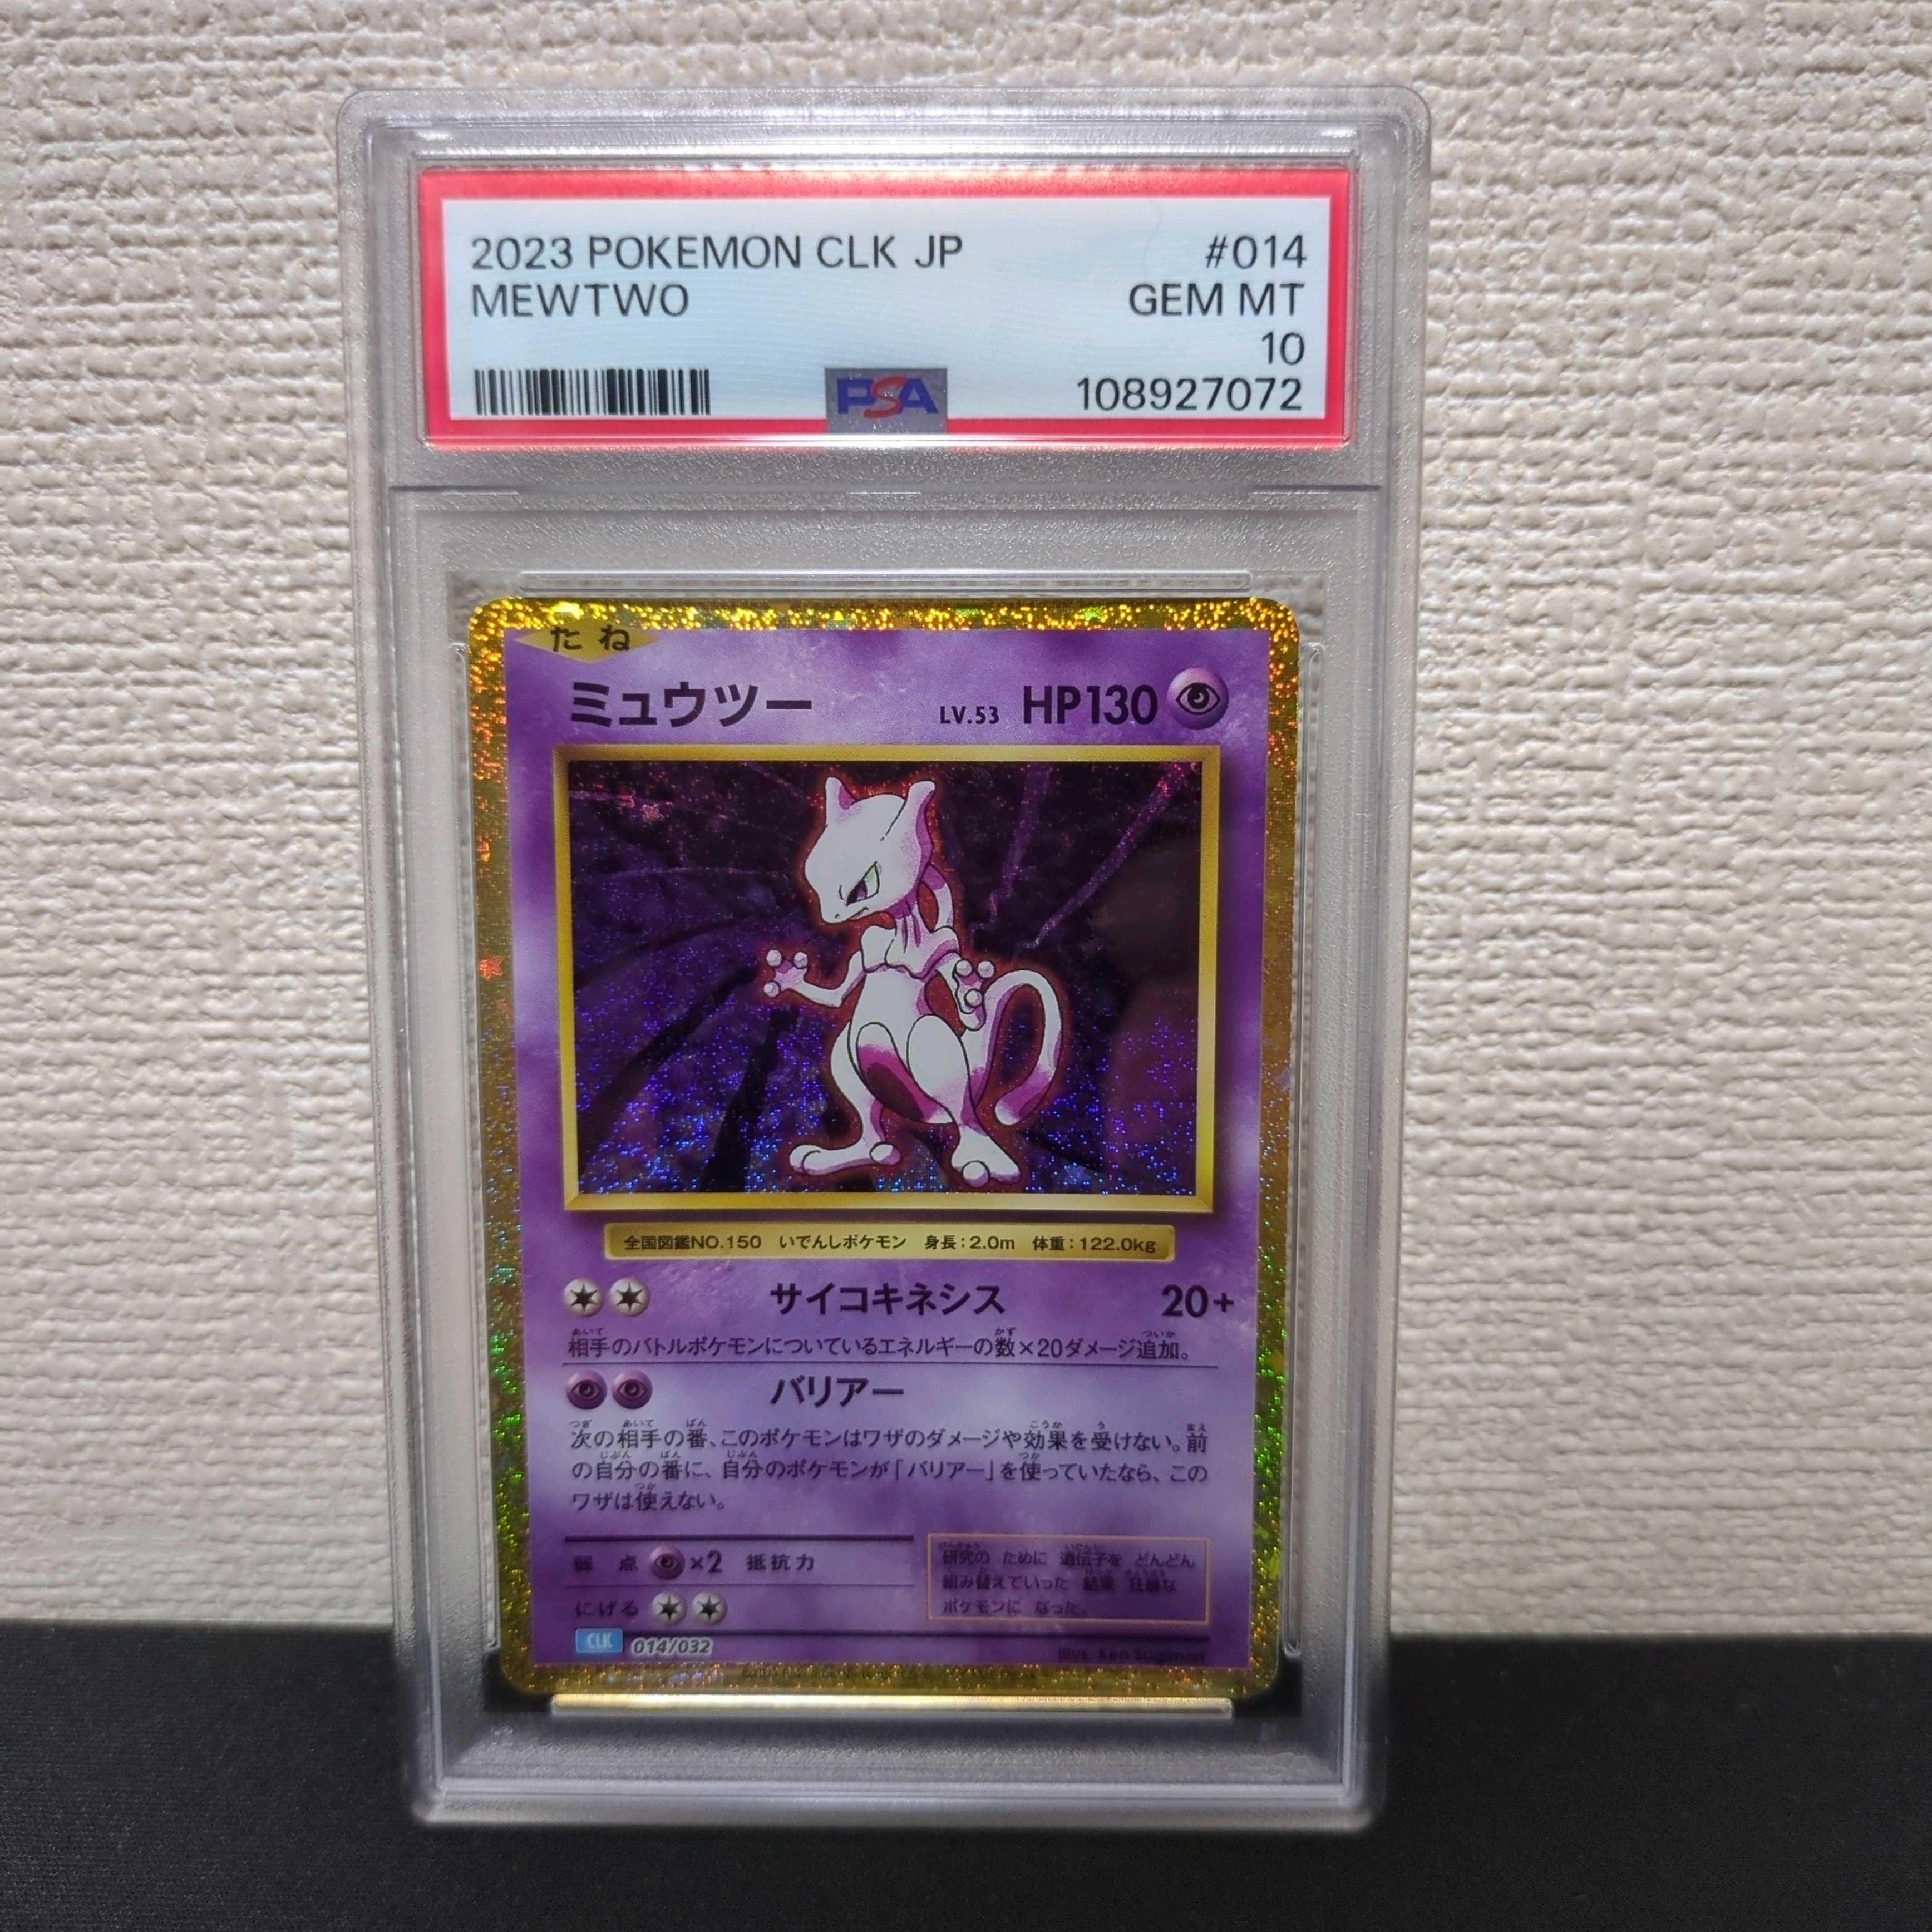 2023 POKEMON CLK JP #014
MEWTWO GEM MT
10
PSA 108927072
たね
ミュウツー LV.53 HP130
全国図鑑NO.150 いでんしポケモン 身長:2.0m 体重:122.0kg
サイコキネシス 20+
相手のバトルポケモンについているエネルギーの数×20ダメージ追加。
バリアー
次の相手の番、このポケモンはワザのダメージや効果を受けない。前
の自分の番に、自分のポケモンが「バリアー」を使っていたなら、この
ワザは使えない。
弱点 ×2 抵抗力
にげる
研究の ために 遺伝子を どんどん
組み替えていった 結果 狂暴な
ポケモンに なった。
CLK 014/032
Illus. Ken Sugimori